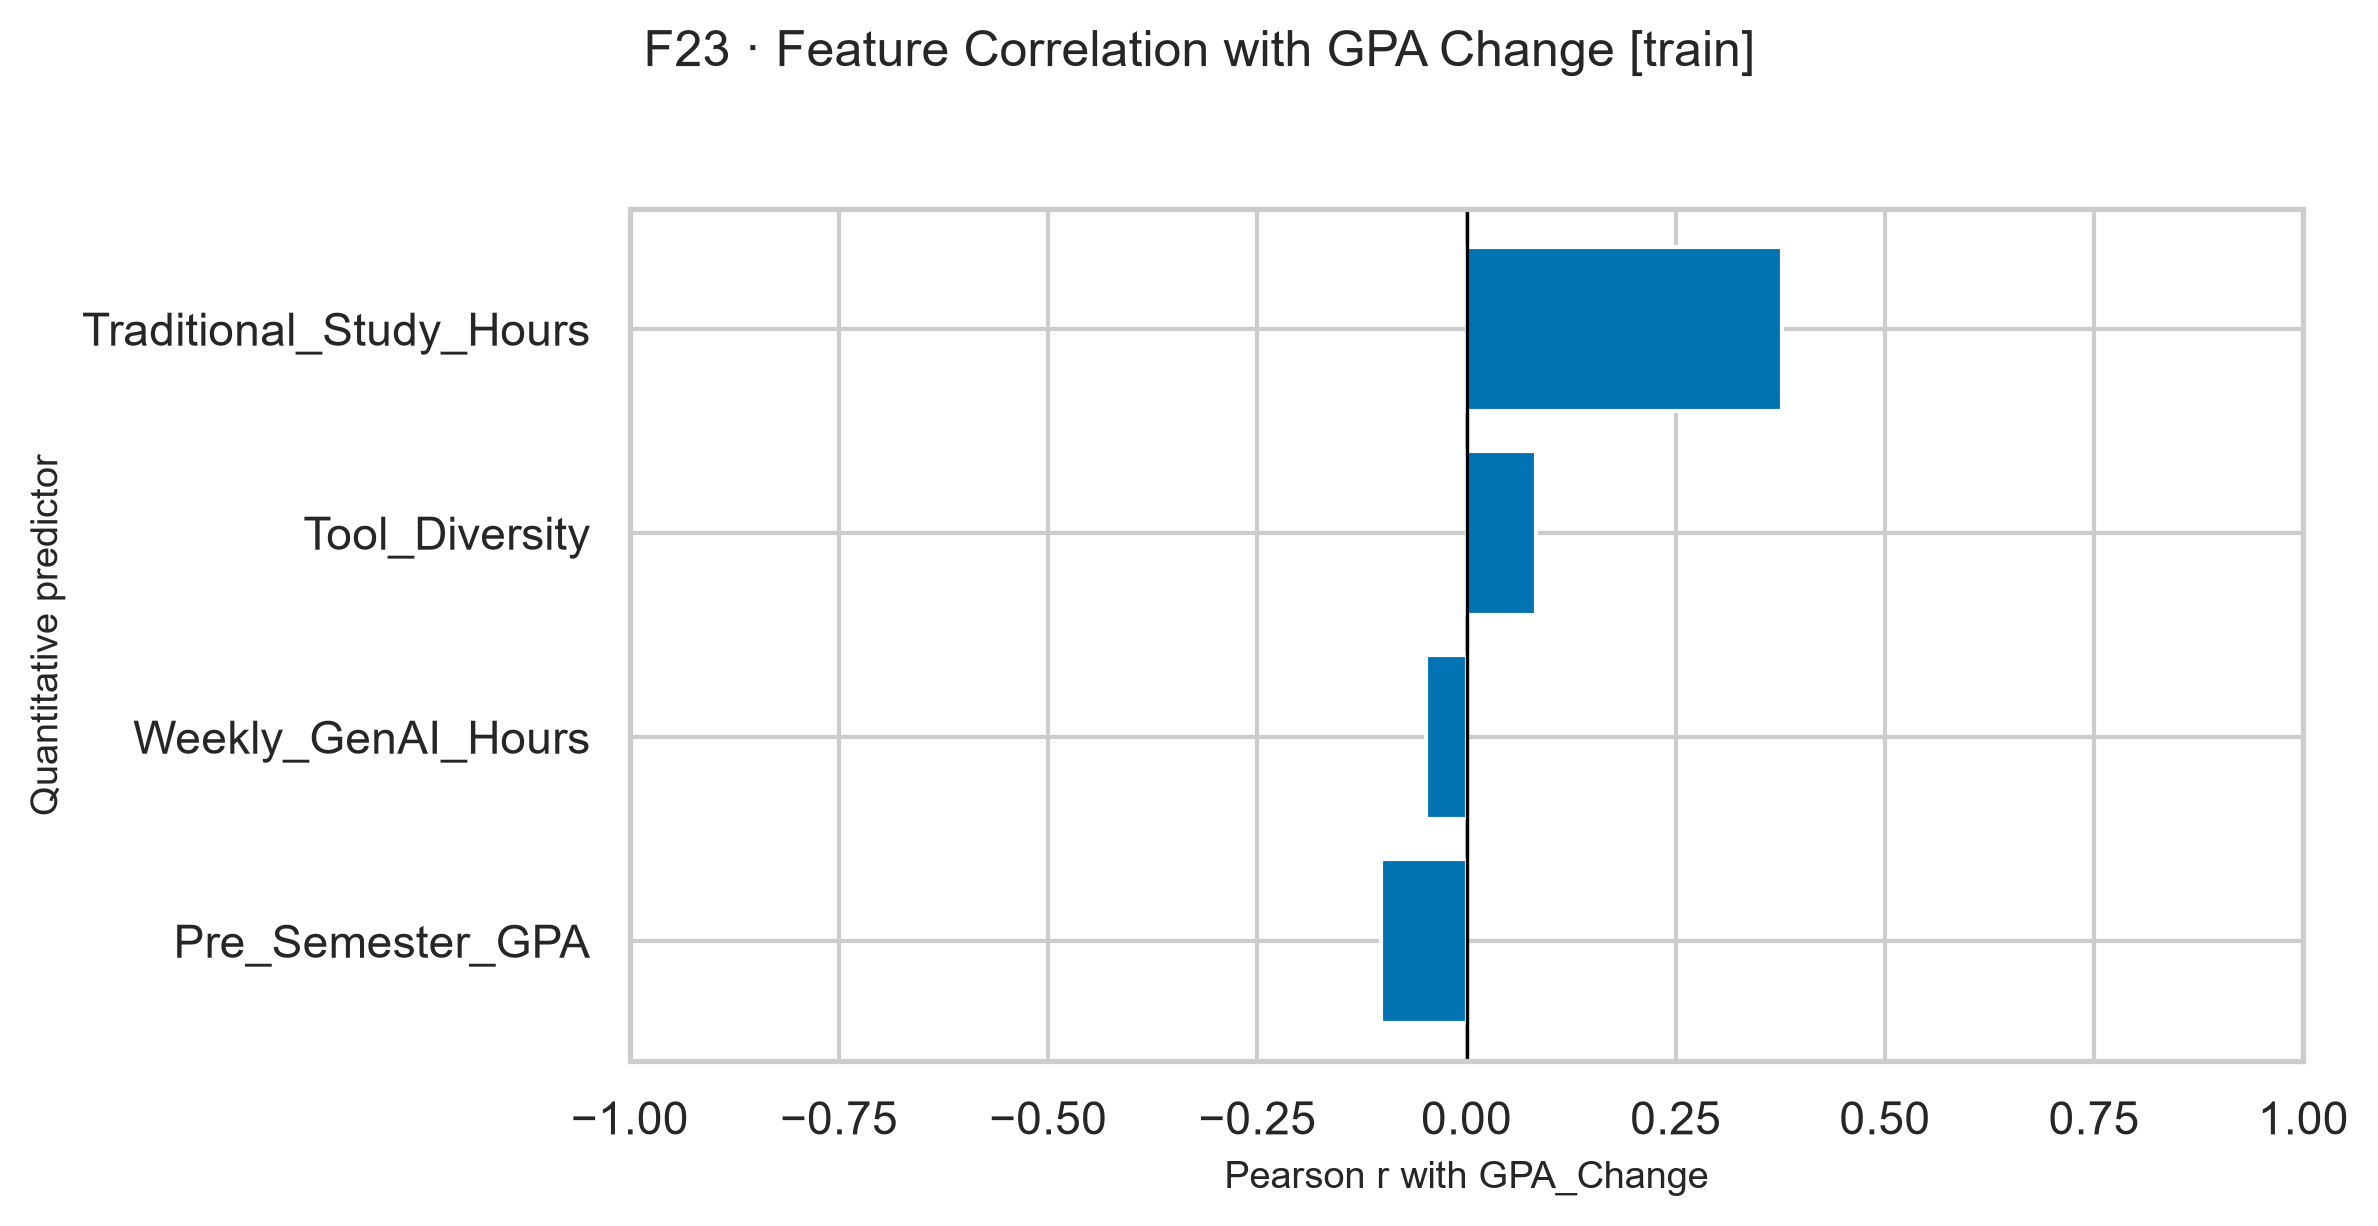 F23 · Feature Correlation with GPA Change [train]
Quantitative predictor
Traditional_Study_Hours
Tool_Diversity
Weekly_GenAI_Hours
Pre_Semester_GPA
−1.00 −0.75 −0.50 −0.25 0.00 0.25 0.50 0.75 1.00
Pearson r with GPA_Change